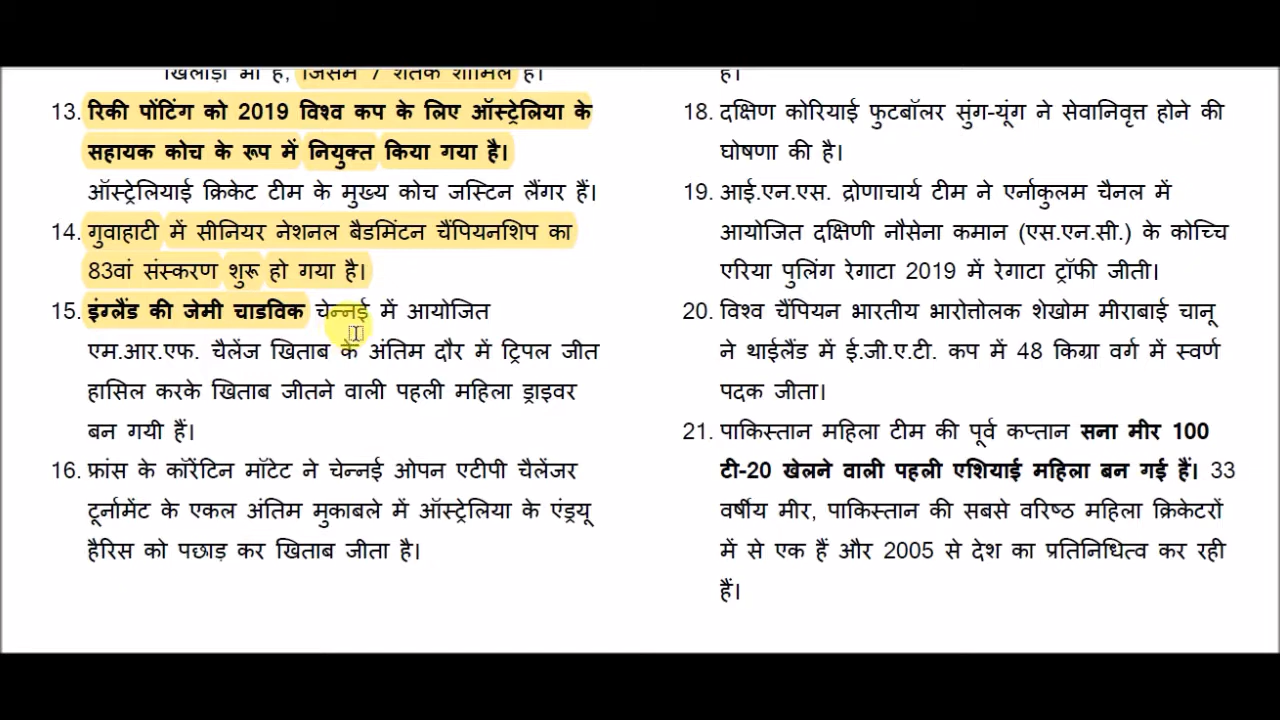 खिलाड़ी भी हैं, जिसमें 7 शतक शामिल हैं।
13. रिकी पोंटिंग को 2019 विश्व कप के लिए ऑस्ट्रेलिया के
सहायक कोच के रूप में नियुक्त किया गया है।
ऑस्ट्रेलियाई क्रिकेट टीम के मुख्य कोच जस्टिन लैंगर हैं।
14. गुवाहाटी में सीनियर नेशनल बैडमिंटन चैंपियनशिप का
83वां संस्करण शुरू हो गया है।
15. इंग्लैंड की जेमी चाडविक चेन्नई में आयोजित
एम.आर.एफ. चैलेंज खिताब के अंतिम दौर में ट्रिपल जीत
हासिल करके खिताब जीतने वाली पहली महिला ड्राइवर
बन गयी हैं।
16. फ्रांस के कॉरेंटिन मॉटेट ने चेन्नई ओपन एटीपी चैलेंजर
टूर्नामेंट के एकल अंतिम मुकाबले में ऑस्ट्रेलिया के एंड्रयू
हैरिस को पछाड़ कर खिताब जीता है।
है।
18. दक्षिण कोरियाई फुटबॉलर सुंग-यूंग ने सेवानिवृत्त होने की
घोषणा की है।
19. आई.एन.एस. द्रोणाचार्य टीम ने एर्नाकुलम चैनल में
आयोजित दक्षिणी नौसेना कमान (एस.एन.सी.) के कोच्चि
एरिया पुलिंग रेगाटा 2019 में रेगाटा ट्रॉफी जीती।
20. विश्व चैंपियन भारतीय भारोत्तोलक शेखोम मीराबाई चानू
ने थाईलैंड में ई.जी.ए.टी. कप में 48 किग्रा वर्ग में स्वर्ण
पदक जीता।
21. पाकिस्तान महिला टीम की पूर्व कप्तान सना मीर 100
टी-20 खेलने वाली पहली एशियाई महिला बन गई हैं। 33
वर्षीय मीर, पाकिस्तान की सबसे वरिष्ठ महिला क्रिकेटरों
में से एक हैं और 2005 से देश का प्रतिनिधित्व कर रही
हैं।